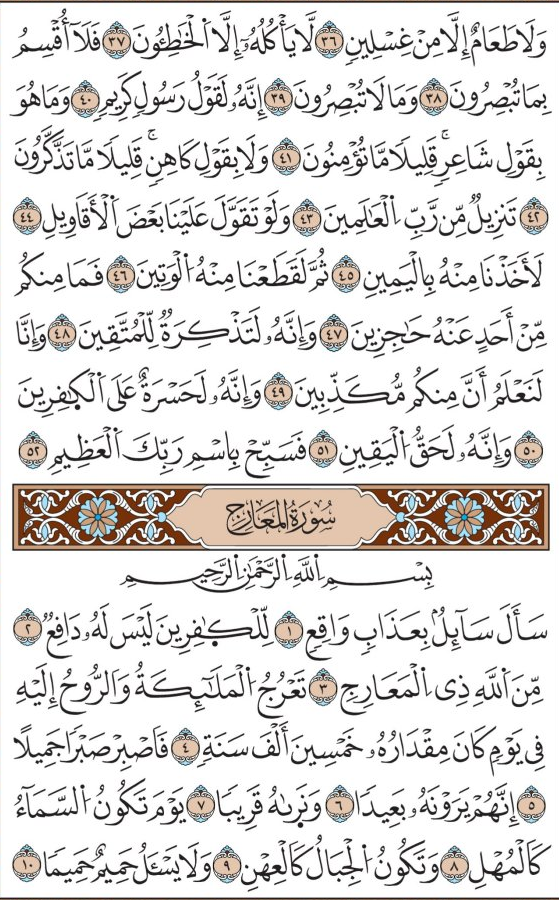 وَلَا طَعَامٌ إِلَّا مِنْ غِسْلِينٍ ٣٦ لَّا يَأْكُلُهُۥٓ إِلَّا ٱلْخَٰطِـُٔونَ ٣٧ فَلَآ أُقْسِمُ
بِمَا تُبْصِرُونَ ٣٨ وَمَا لَا تُبْصِرُونَ ٣٩ إِنَّهُۥ لَقَوْلُ رَسُولٍ كَرِيمٍ ٤٠ وَمَا هُوَ
بِقَوْلِ شَاعِرٍ ۚ قَلِيلًا مَّا تُؤْمِنُونَ ٤١ وَلَا بِقَوْلِ كَاهِنٍ ۚ قَلِيلًا مَّا تَذَكَّرُونَ
٤٢ تَنزِيلٌ مِّن رَّبِّ ٱلْعَٰلَمِينَ ٤٣ وَلَوْ تَقَوَّلَ عَلَيْنَا بَعْضَ ٱلْأَقَاوِيلِ ٤٤
لَأَخَذْنَا مِنْهُ بِٱلْيَمِينِ ٤٥ ثُمَّ لَقَطَعْنَا مِنْهُ ٱلْوَتِينَ ٤٦ فَمَا مِنكُم
مِّنْ أَحَدٍ عَنْهُ حَٰجِزِينَ ٤٧ وَإِنَّهُۥ لَتَذْكِرَةٌ لِّلْمُتَّقِينَ ٤٨ وَإِنَّا
لَنَعْلَمُ أَنَّ مِنكُم مُّكَذِّبِينَ ٤٩ وَإِنَّهُۥ لَحَسْرَةٌ عَلَى ٱلْكَٰفِرِينَ
٥٠ وَإِنَّهُۥ لَحَقُّ ٱلْيَقِينِ ٥١ فَسَبِّحْ بِٱسْمِ رَبِّكَ ٱلْعَظِيمِ ٥٢
سُورَةُ المَعَارِجِ
بِسْمِ ٱللَّهِ ٱلرَّحْمَٰنِ ٱلرَّحِيمِ
سَأَلَ سَآئِلٌۢ بِعَذَابٍ وَاقِعٍ ١ لِّلْكَٰفِرِينَ لَيْسَ لَهُۥ دَافِعٌ ٢
مِّنَ ٱللَّهِ ذِى ٱلْمَعَارِجِ ٣ تَعْرُجُ ٱلْمَلَٰٓئِكَةُ وَٱلرُّوحُ إِلَيْهِ
فِى يَوْمٍ كَانَ مِقْدَارُهُۥ خَمْسِينَ أَلْفَ سَنَةٍ ٤ فَٱصْبِرْ صَبْرًا جَمِيلًا
٥ إِنَّهُمْ يَرَوْنَهُۥ بَعِيدًا ٦ وَنَرَىٰهُ قَرِيبًا ٧ يَوْمَ تَكُونُ ٱلسَّمَآءُ
كَٱلْمُهْلِ ٨ وَتَكُونُ ٱلْجِبَالُ كَٱلْعِهْنِ ٩ وَلَا يَسْـَٔلُ حَمِيمٌ حَمِيمًا ١٠